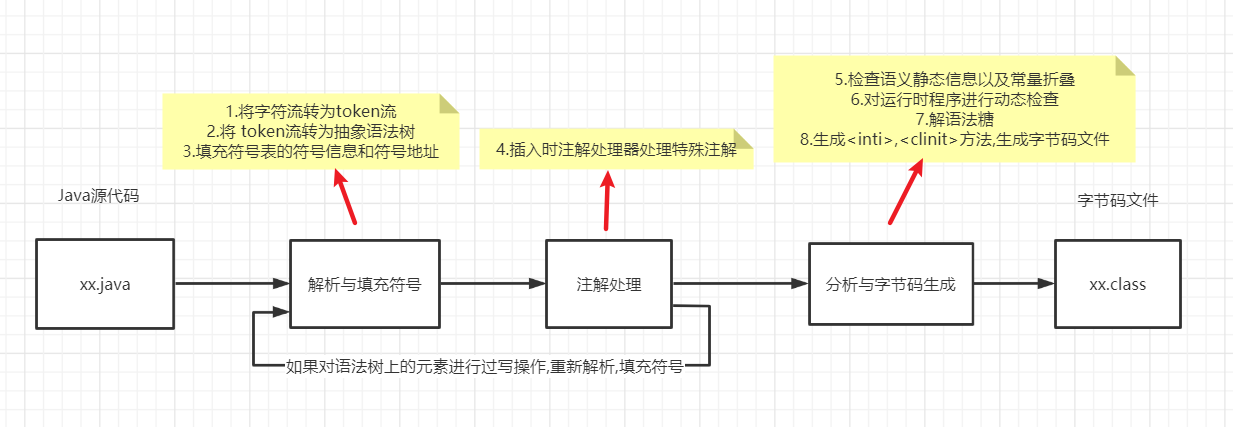 1.将字符流转为token流
2.将 token流转为抽象语法树
3.填充符号表的符号信息和符号地址
4.插入时注解处理器处理特殊注解
5.检查语义静态信息以及常量折叠
6.对运行时程序进行动态检查
7.解语法糖
8.生成<inti>,<clinit>方法,生成字节码文件
Java源代码
字节码文件
xx.java
解析与填充符号
注解处理
分析与字节码生成
xx.class
如果对语法树上的元素进行过写操作,重新解析,填充符号